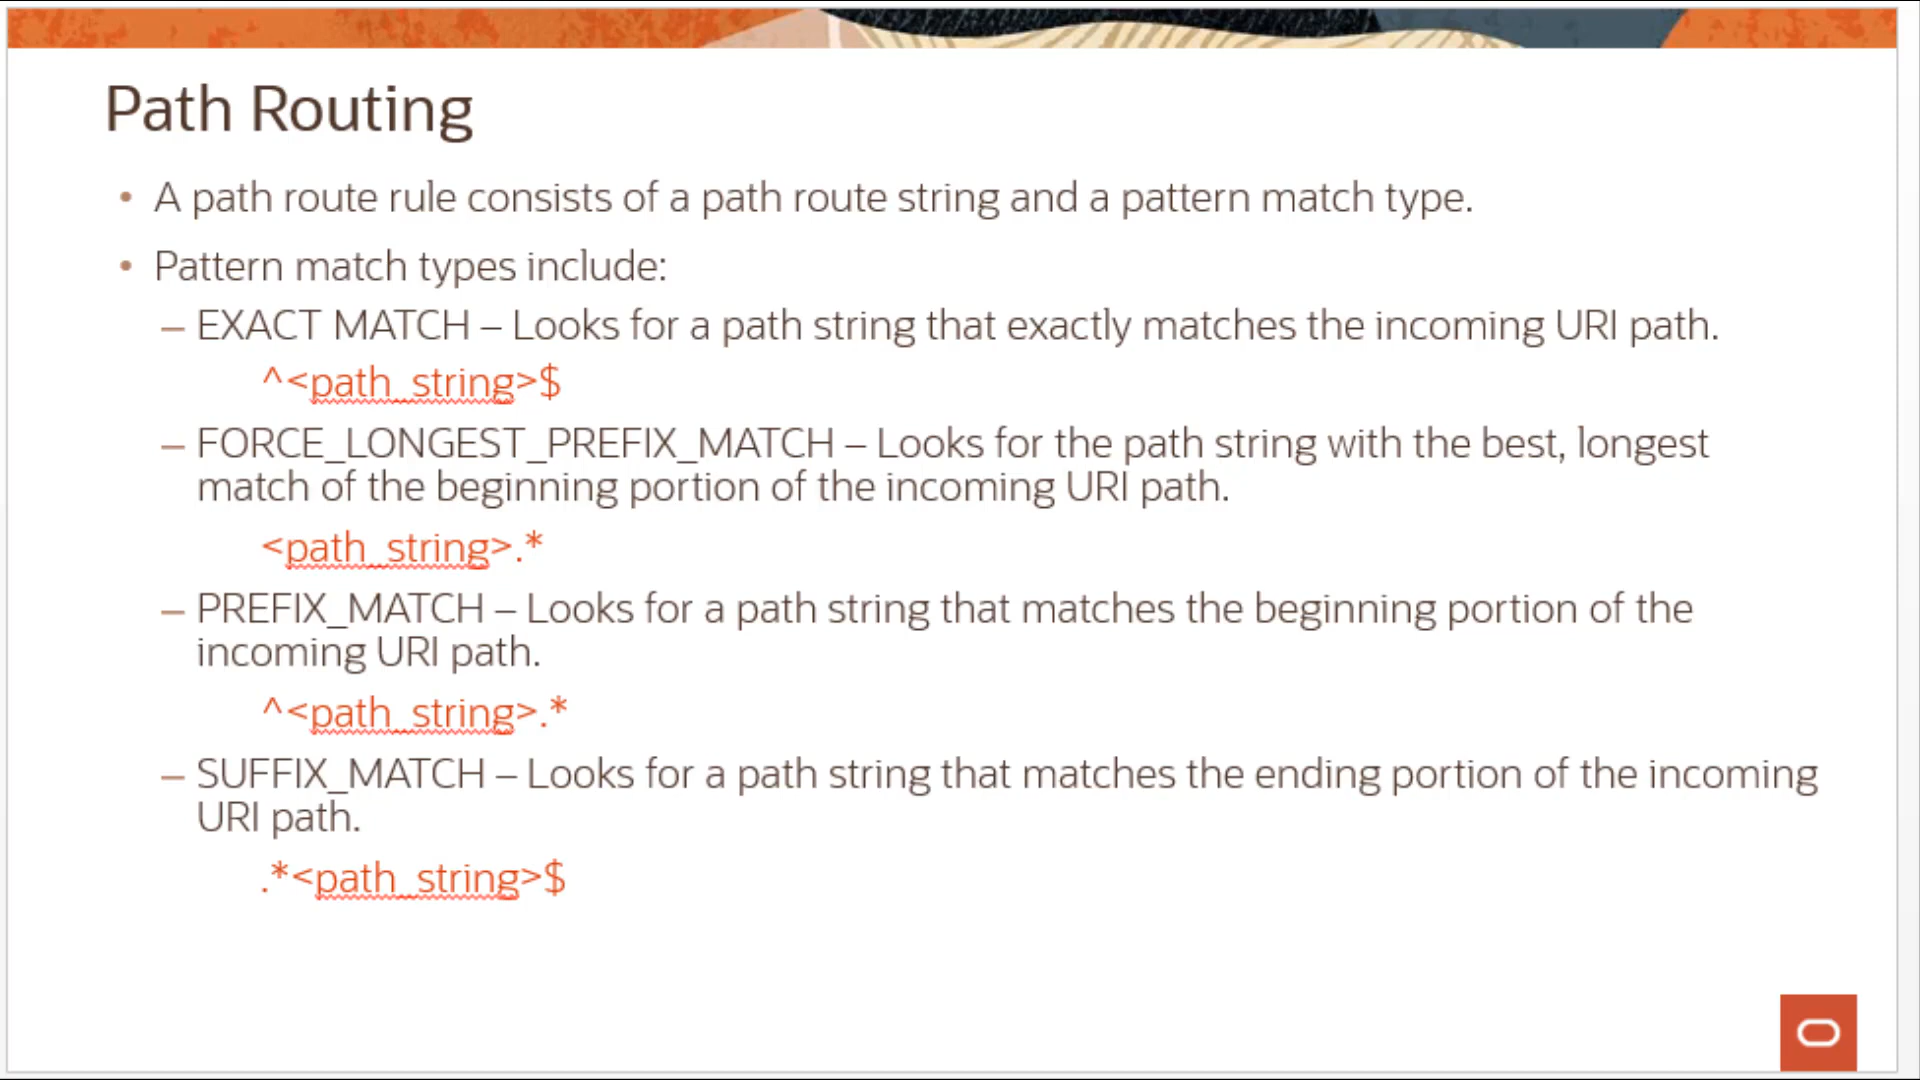 Path Routing
• A path route rule consists of a path route string and a pattern match type.
• Pattern match types include:
– EXACT MATCH – Looks for a path string that exactly matches the incoming URI path.
^<path_string>$
– FORCE_LONGEST_PREFIX_MATCH – Looks for the path string with the best, longest
match of the beginning portion of the incoming URI path.
<path_string>.*
– PREFIX_MATCH – Looks for a path string that matches the beginning portion of the
incoming URI path.
^<path_string>.*
– SUFFIX_MATCH – Looks for a path string that matches the ending portion of the incoming
URI path.
.*<path_string>$